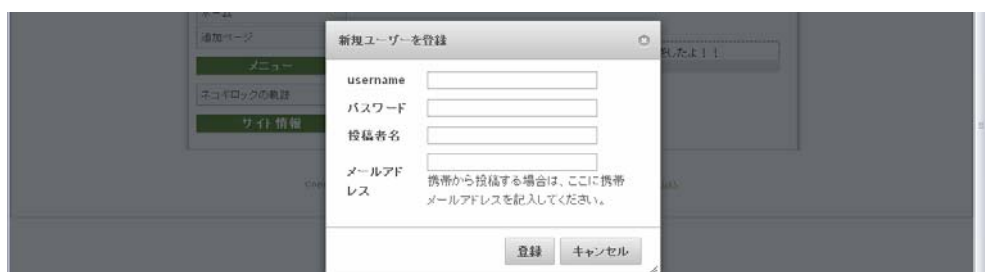 ホーム
追加ページ
メニュー
ネコギロックの軌跡
サイト情報
したよ！！
新規ユーザーを登録
username
パスワード
投稿者名
メールアド
レス
携帯から投稿する場合は、ここに携帯
メールアドレスを記入してください。
登録
キャンセル